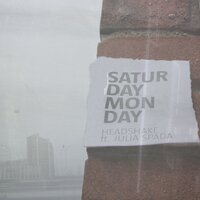 SATUR
DAY MON
DAY
HEADSHAKE
ft. JULIA SPADA